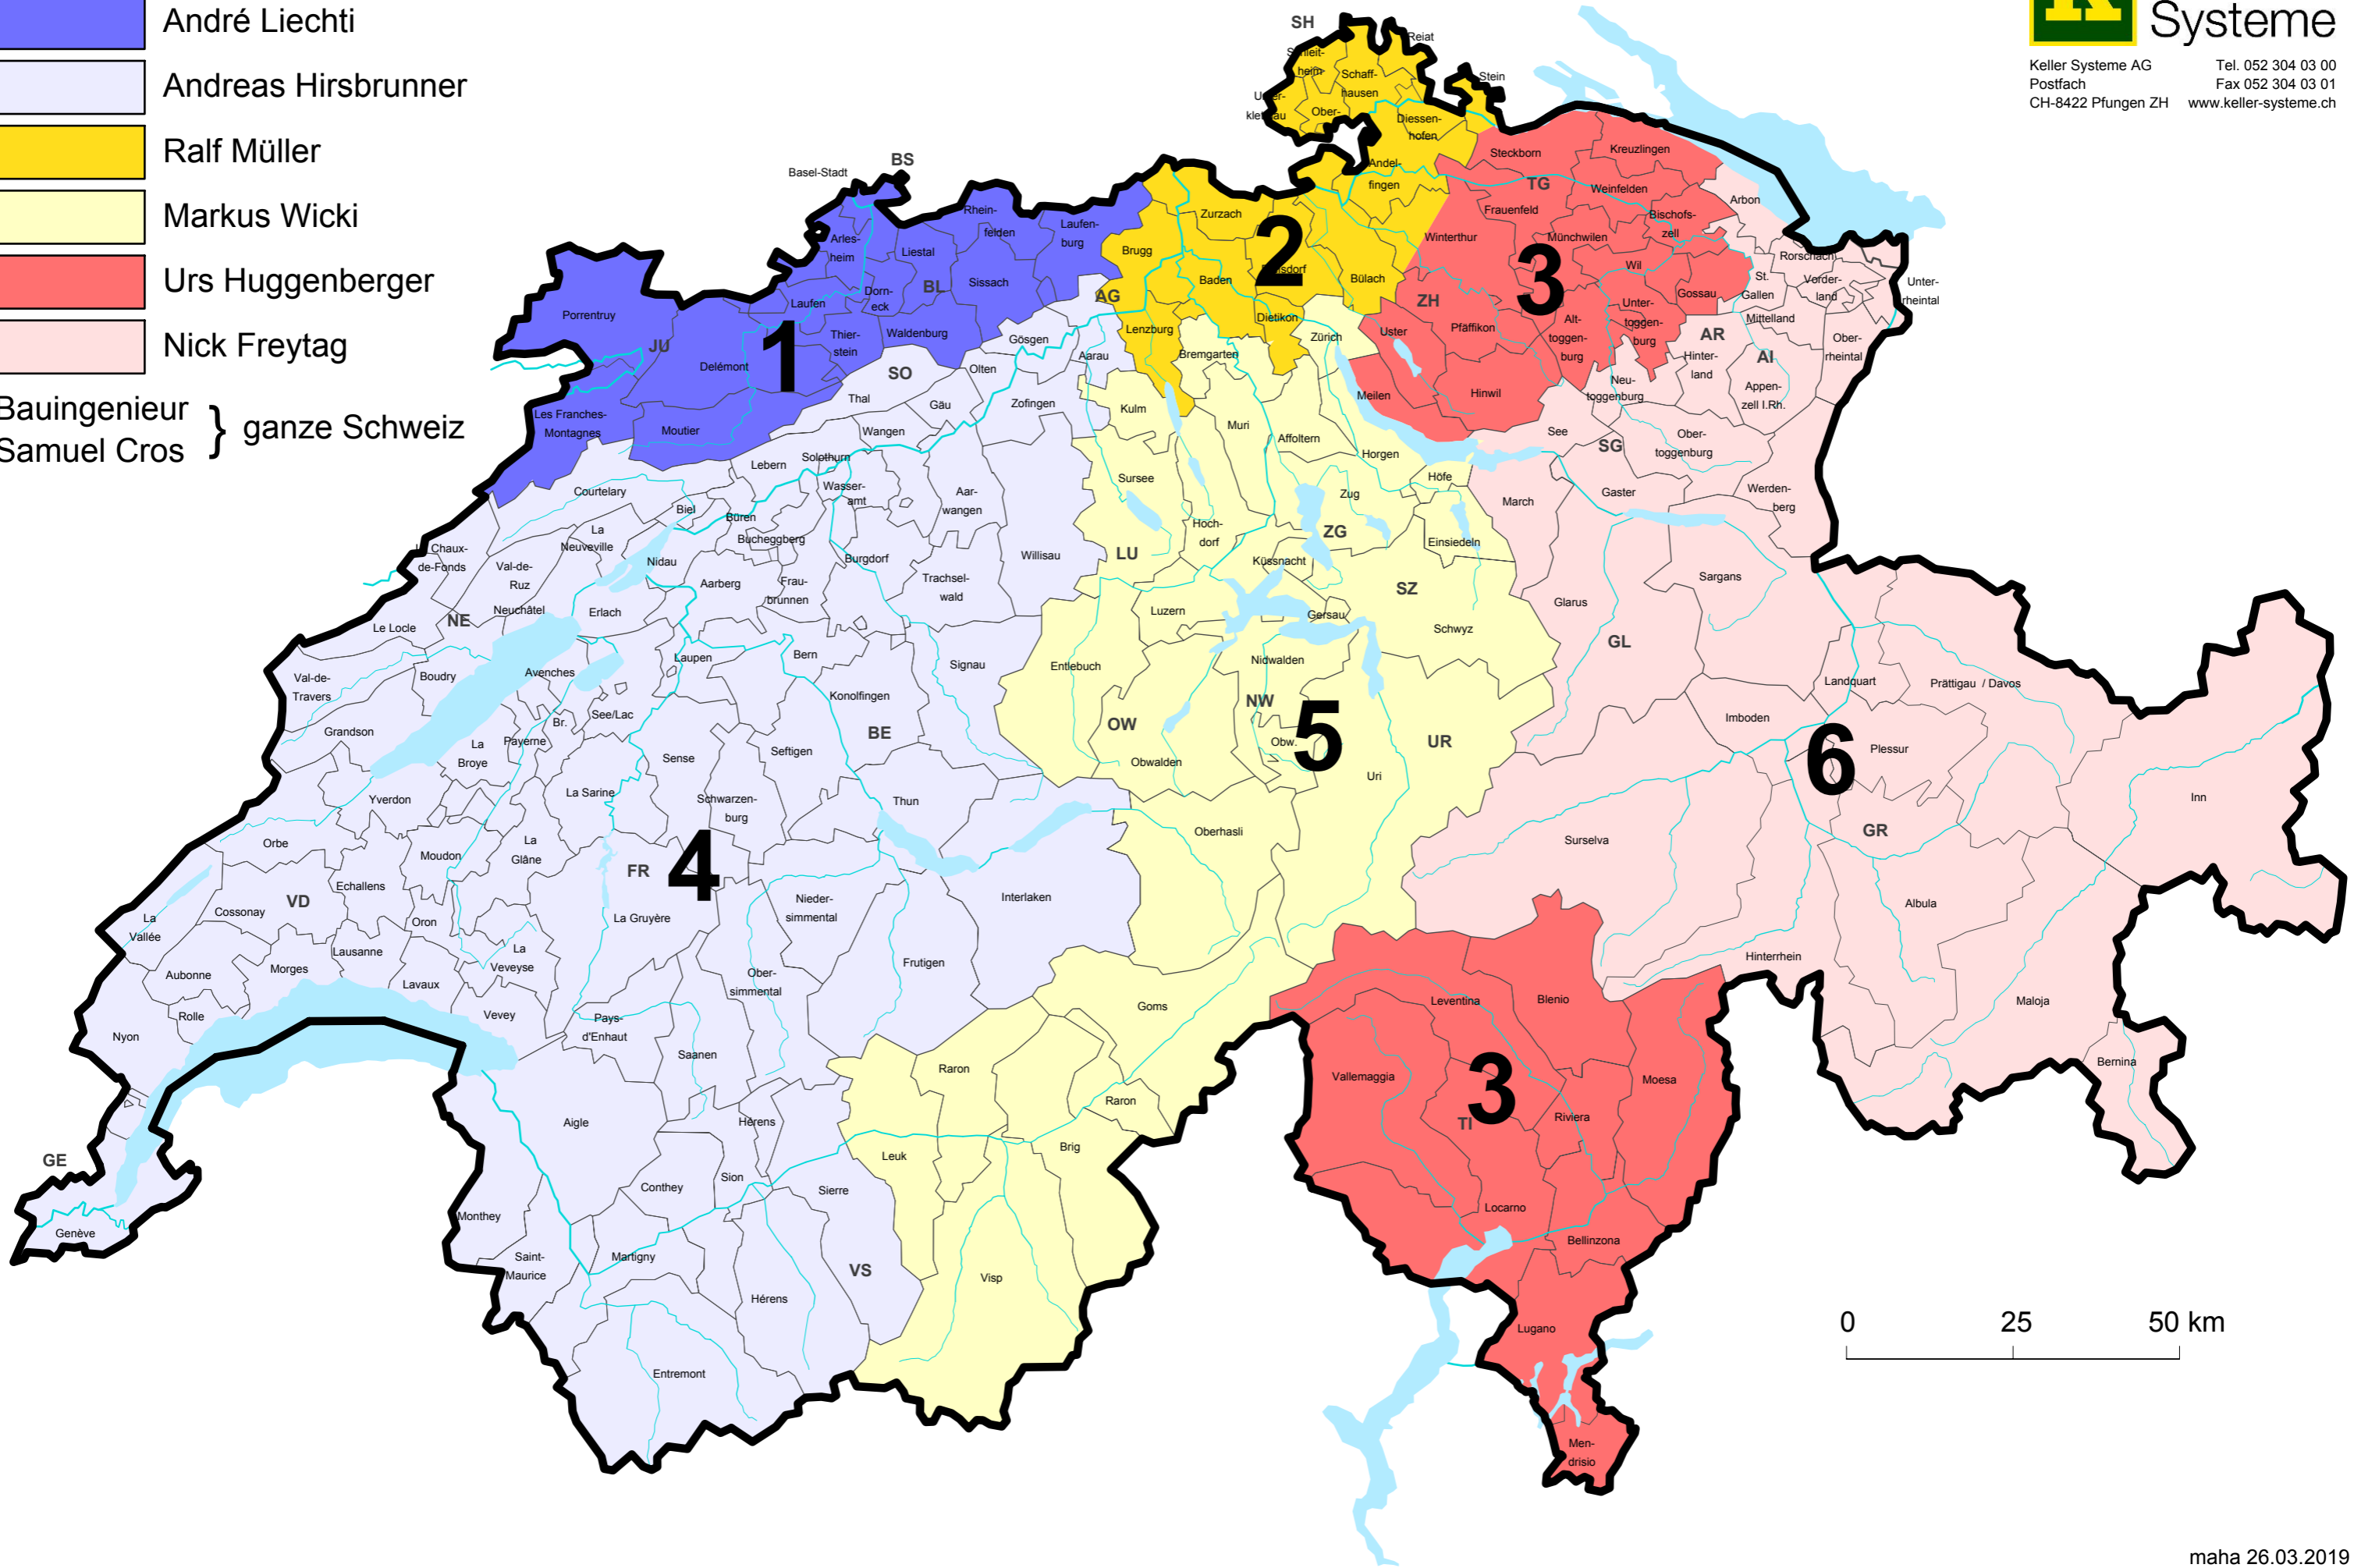 André Liechti
Andreas Hirsbrunner
Ralf Müller
Markus Wicki
Urs Huggenberger
Nick Freytag
Bauingenieur
Samuel Cros
} ganze Schweiz
K
Systeme
Keller Systeme AG Tel. 052 304 03 00
Postfach Fax 052 304 03 01
CH-8422 Pfungen ZH www.keller-systeme.ch
SH
Schleit-
heim
Reiat
Schaff-
hausen
Stein
Unter-
klettgau
Ober-
Diessen-
hofen
Andel-
fingen
BS
Basel-Stadt
Arles-
heim
Liestal
Rhein-
felden
Laufen-
burg
BL
Sissach
Dorn-
eck
Laufen
Thier-
stein
Waldenburg
Porrentruy
JU
Delémont
1
Les Franches-
Montagnes
Moutier
Zurzach
Brugg
Baden
2
Bülach
AG
Lenzburg
Dietikon
Bremgarten
Zürich
Steckborn
Kreuzlingen
TG
Weinfelden
Frauenfeld
Bischofs-
zell
Winterthur
Münchwilen
3
Wil
ZH
Uster
Pfäffikon
Alt-
toggen-
burg
Unter-
toggen-
burg
Gossau
Meilen
Hinwil
Arbon
Rorschach
St.
Gallen
Vorder-
land
Unter-
rheintal
Mittelland
AR
Hinter-
land
AI
Appen-
zell I.Rh.
Ober-
rheintal
Neu-
toggenburg
See
SG
Ober-
toggenburg
Gaster
Werden-
berg
March
Sargans
Glarus
GL
Gösgen
Aarau
SO
Olten
Thal
Gäu
Zofingen
Wangen
Kulm
Muri
Affoltern
Horgen
Höfe
Lebern
Solothurn
Wasser-
amt
Aar-
wangen
Sursee
Zug
Courtelary
Biel
Büren
Bucheggberg
La
Neuveville
Hoch-
dorf
ZG
Einsiedeln
LU
Küssnacht
SZ
La Chaux-
de-Fonds
Val-de-
Ruz
Nidau
Aarberg
Frau-
brunnen
Burgdorf
Trachsel-
wald
Willisau
Neuchâtel
NE
Erlach
Le Locle
Luzern
Gersau
Schwyz
Val-de-
Travers
Boudry
Avenches
Laupen
Bern
Signau
Entlebuch
Nidwalden
Konolfingen
NW
OW
5
Obw.
UR
Obwalden
Uri
Grandson
La
Broye
Payerne
Br.
See/Lac
Sense
Seftigen
BE
Yverdon
La Sarine
Schwarzen-
burg
Thun
Oberhasli
Orbe
Moudon
La
Glâne
FR
4
Landquart
Prättigau / Davos
Imboden
6
Plessur
Inn
Surselva
GR
Albula
Hinterrhein
Maloja
Bernina
VD
Echallens
Cossonay
La
Vallée
Oron
La Gruyère
Nieder-
simmental
Interlaken
Lausanne
Morges
Aubonne
Lavaux
La
Veveyse
Ober-
simmental
Frutigen
Rolle
Nyon
Vevey
Pays-
d'Enhaut
Saanen
Goms
Raron
Raron
Leventina
Blenio
Vallemaggia
3
TI
Riviera
Moesa
Aigle
Hérens
Leuk
Brig
GE
Genève
Conthey
Sion
Sierre
Monthey
Saint-
Maurice
Martigny
Hérens
VS
Visp
Entremont
Locarno
Bellinzona
Lugano
Men-
drisio
0 25 50 km
maha 26.03.2019